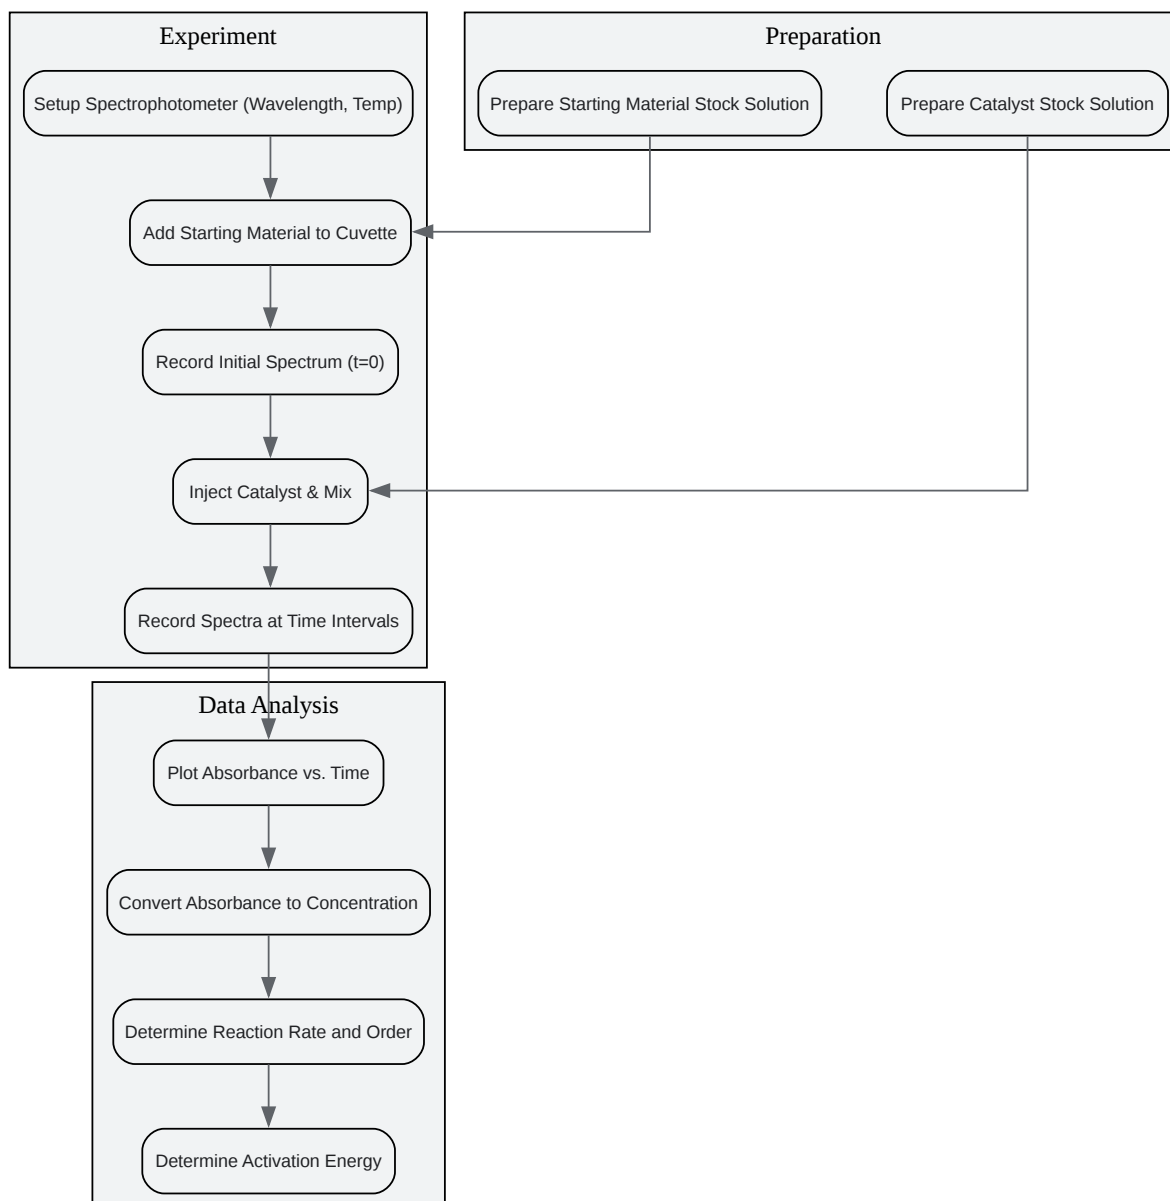 Experiment
Preparation
Setup Spectrophotometer (Wavelength, Temp)
Prepare Starting Material Stock Solution
Prepare Catalyst Stock Solution
Add Starting Material to Cuvette
Record Initial Spectrum (t=0)
Inject Catalyst & Mix
Record Spectra at Time Intervals
Data Analysis
Plot Absorbance vs. Time
Convert Absorbance to Concentration
Determine Reaction Rate and Order
Determine Activation Energy